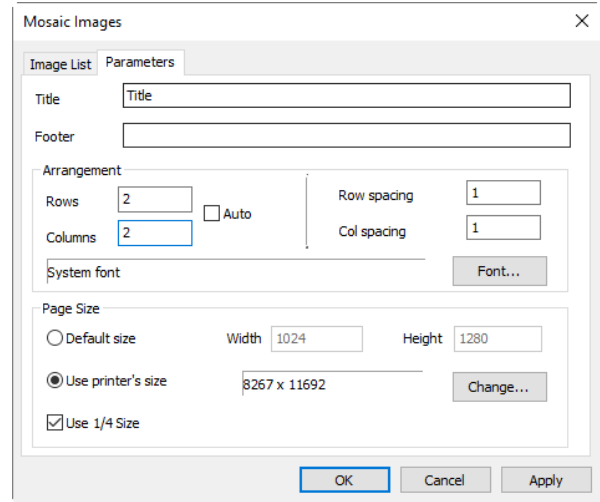 Mosaic Images
Image List Parameters
Title Title
Footer
Arrangement
Rows 2 Auto Row spacing 1
Columns 2 Col spacing 1
System font Font...
Page Size
Default size Width 1024 Height 1280
Use printer's size 8267 x 11692 Change...
Use 1/4 Size
OK Cancel Apply